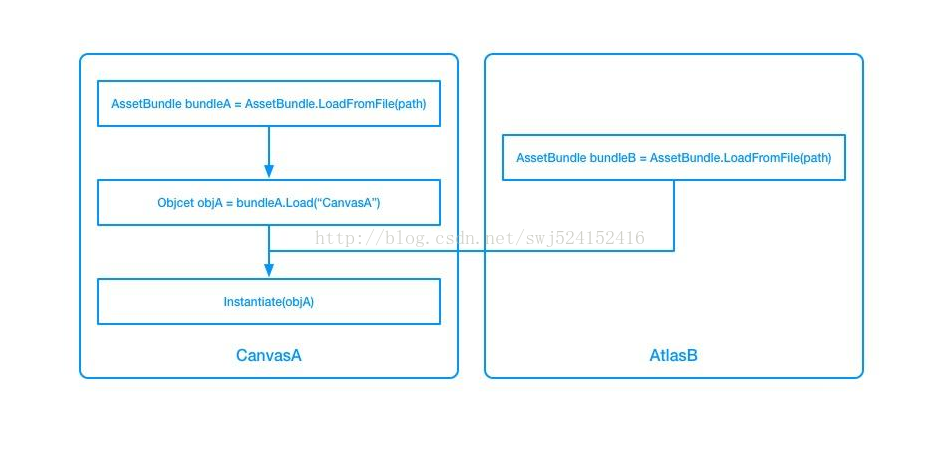 AssetBundle bundleA = AssetBundle.LoadFromFile(path)
Objcet objA = bundleA.Load(“CanvasA”)
Instantiate(objA)
CanvasA
AssetBundle bundleB = AssetBundle.LoadFromFile(path)
AtlasB
http://blog.csdn.net/swj524152416